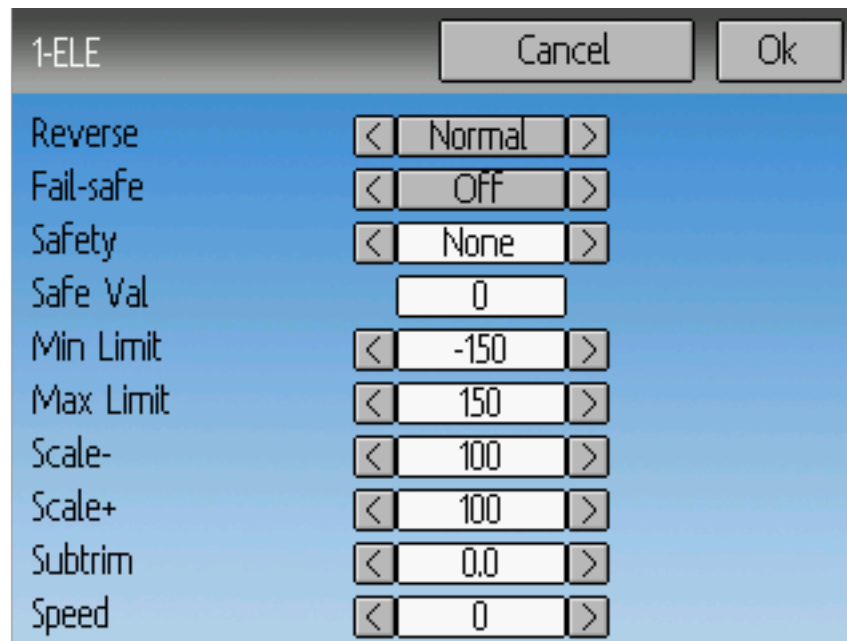 1-ELE Cancel Ok
Reverse < Normal >
Fail-safe < Off >
Safety < None >
Safe Val 0
Min Limit < -150 >
Max Limit < 150 >
Scale- < 100 >
Scale+ < 100 >
Subtrim < 0.0 >
Speed < 0 >